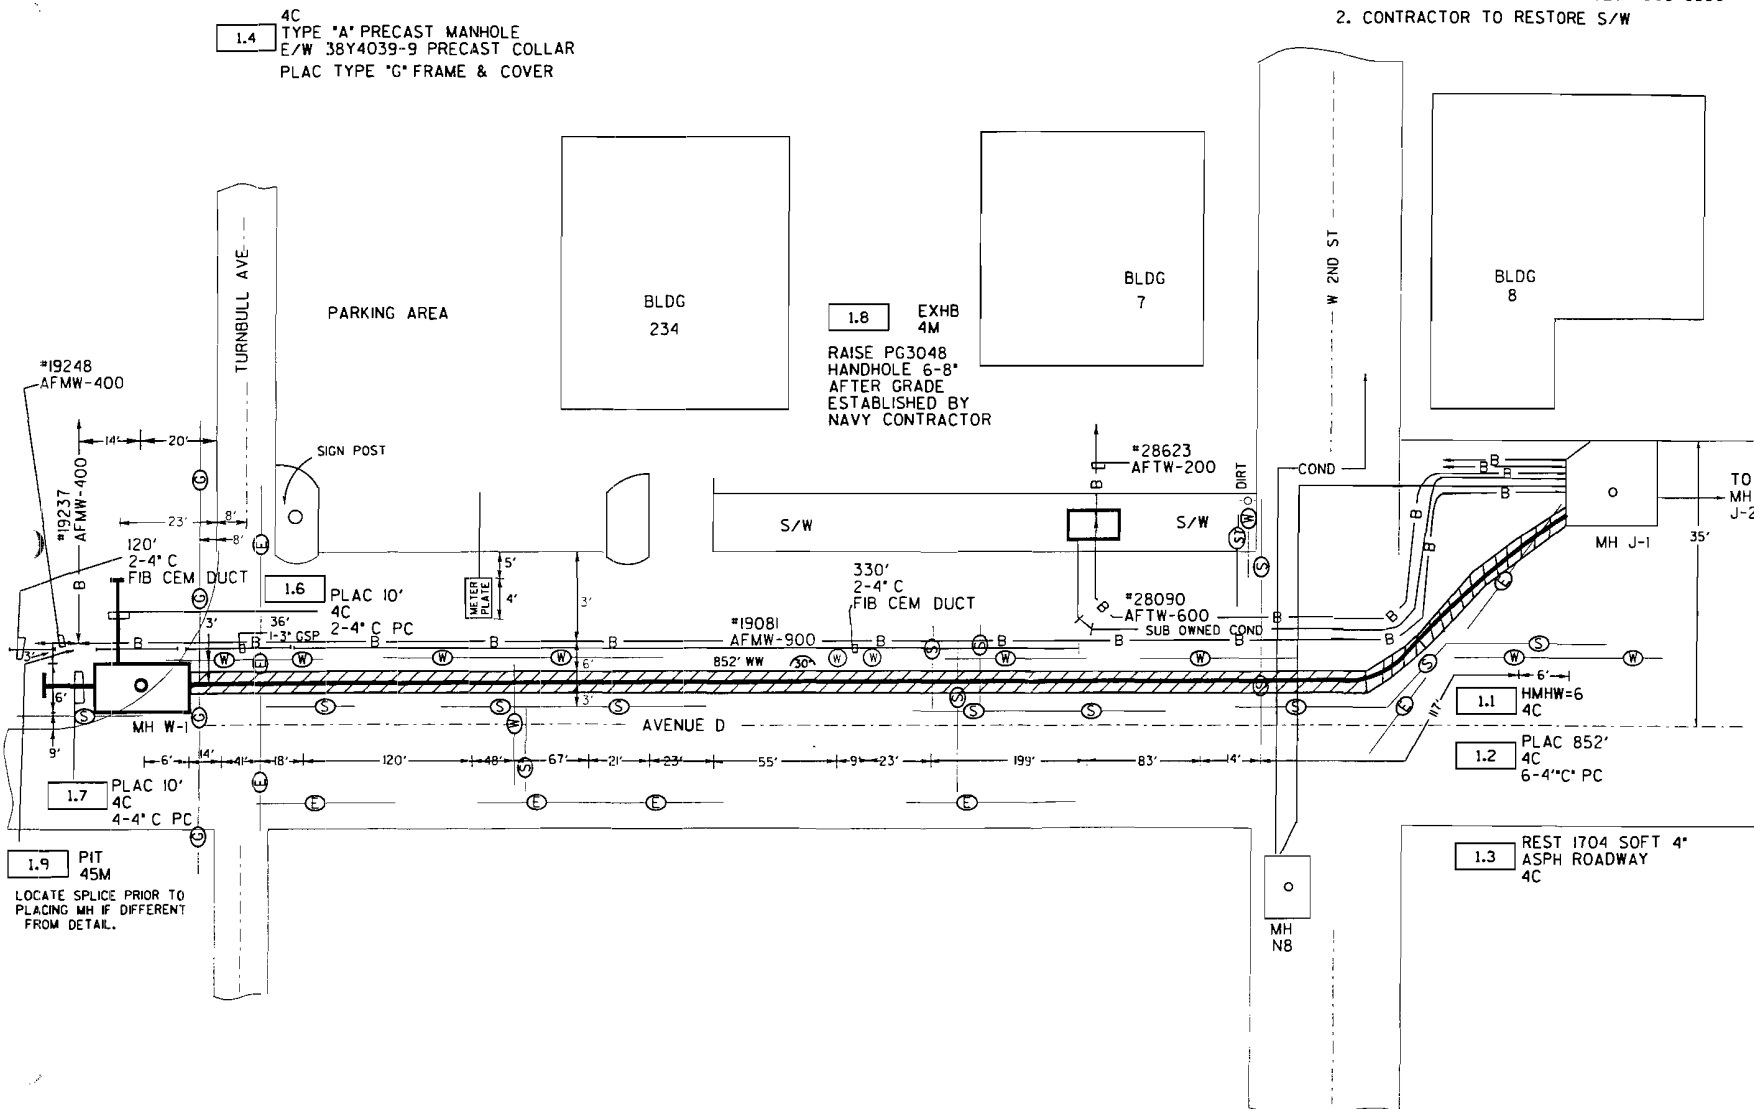 2. CONTRACTOR TO RESTORE S/W
4C
1.4 TYPE "A" PRECAST MANHOLE
E/W 38Y4039-9 PRECAST COLLAR
PLAC TYPE "G" FRAME & COVER
TURNBULL AVE
PARKING AREA
BLDG
234
BLDG
7
W 2ND ST
BLDG
8
1.8 EXHB
4M
RAISE PG3048
HANDHOLE 6-8"
AFTER GRADE
ESTABLISHED BY
NAVY CONTRACTOR
#19248
AFMW-400
14' 20'
#19237
AFMW-400
SIGN POST
#28623
AFTW-200
DIRT
COND
TO
MH
J-2
35'
MH J-1
23' 8'
8'
S/W
S/W
120'
2-4" C
FIB CEM DUCT
1.6 PLAC 10'
4C
2-4" C PC
36'
1-3" GSP
3'
METER
PLATE
5'
4'
3'
330'
2-4" C
FIB CEM DUCT
#19081
AFMW-900
#28090
AFTW-600
SUB OWNED COND
852' WW
30"
6'
3'
3'
6'
9'
MH W-1
AVENUE D
6' 14' 41' 18' 120' 48' 67' 21' 23' 55' 9' 23' 199' 83' 14' 117' 6'
1.1 HMHW=6
4C
1.2 PLAC 852'
4C
6-4"C" PC
1.7 PLAC 10'
4C
4-4" C PC
1.9 PIT
45M
LOCATE SPLICE PRIOR TO
PLACING MH IF DIFFERENT
FROM DETAIL.
1.3 REST 1704 SOFT 4"
ASPH ROADWAY
4C
MH
N8
B B B B B B B B B B B B B B B B
G G G G
E E E E E E E E E
W W W W W W W W W W W
S S S S S S S S S S S S S S S
ST